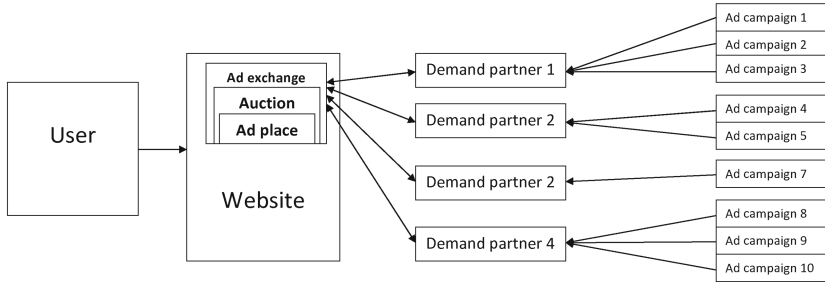 User
Website
Ad exchange
Auction
Ad place
Demand partner 1
Demand partner 2
Demand partner 2
Demand partner 4
Ad campaign 1
Ad campaign 2
Ad campaign 3
Ad campaign 4
Ad campaign 5
Ad campaign 7
Ad campaign 8
Ad campaign 9
Ad campaign 10